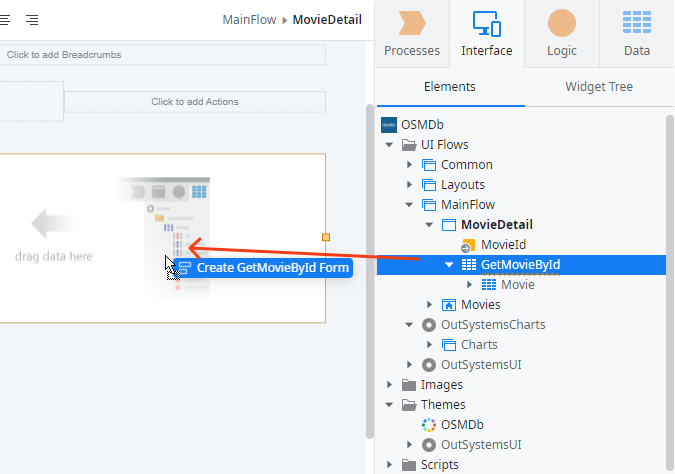 MainFlow MovieDetail
Processes
Interface
Logic
Data
Click to add Breadcrumbs
Click to add Actions
drag data here
Create GetMovieById Form
Elements
Widget Tree
OSMDb
UI Flows
Common
Layouts
MainFlow
MovieDetail
MovieId
GetMovieById
Movie
Movies
OutSystemsCharts
Charts
OutSystemsUI
Images
Themes
OSMDb
OutSystemsUI
Scripts